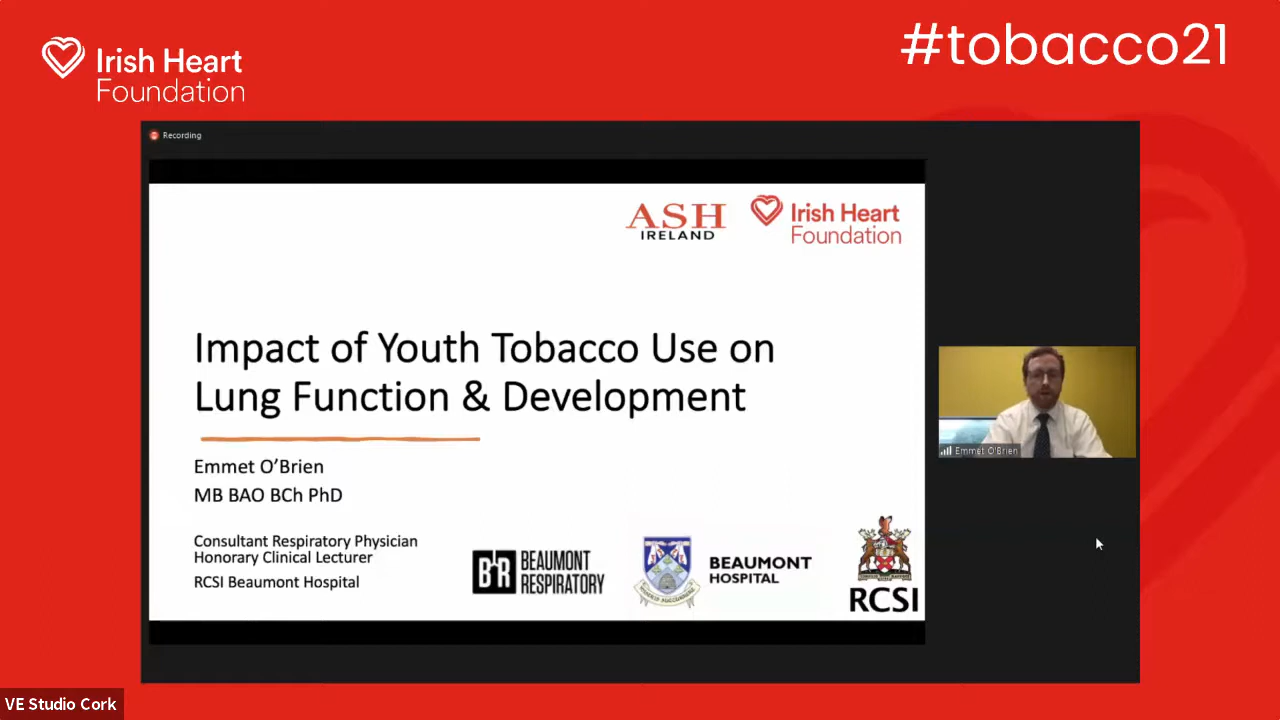 Irish Heart
Foundation
#tobacco21
Recording
ASH
IRELAND
Irish Heart
Foundation
Impact of Youth Tobacco Use on
Lung Function & Development
Emmet O'Brien
MB BAO BCh PhD
Consultant Respiratory Physician
Honorary Clinical Lecturer
RCSI Beaumont Hospital
BHR
BEAUMONT
RESPIRATORY
BEAUMONT
HOSPITAL
RCSI
Emmet O'Brien
VE Studio Cork